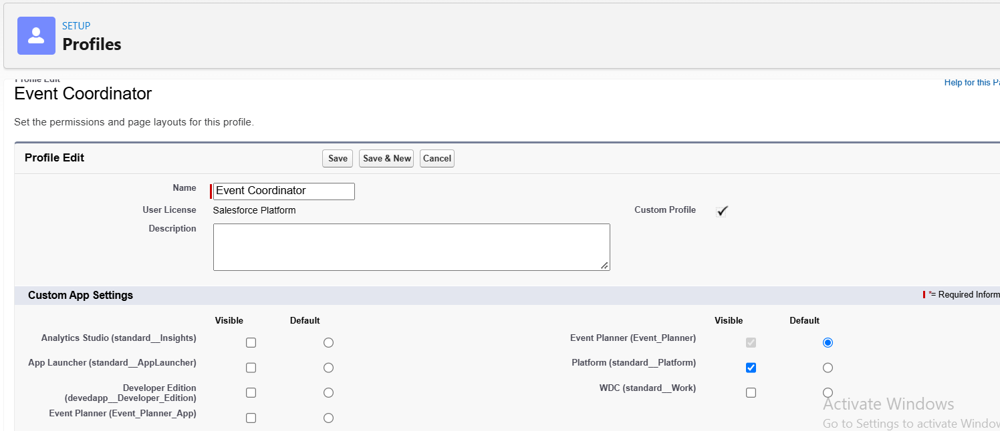 SETUP
Profiles
Profile Edit
Event Coordinator
Help for this
Set the permissions and page layouts for this profile.
Profile Edit
Save
Save & New
Cancel
Name
Event Coordinator
User License
Salesforce Platform
Custom Profile
Description
Custom App Settings
*= Required Inform
Visible
Default
Visible
Default
Analytics Studio (standard__Insights)
Event Planner (Event_Planner)
App Launcher (standard__AppLauncher)
Platform (standard__Platform)
Developer Edition
(devedapp__Developer_Edition)
WDC (standard__Work)
Event Planner (Event_Planner_App)
Activate Windows
Go to Settings to activate Window